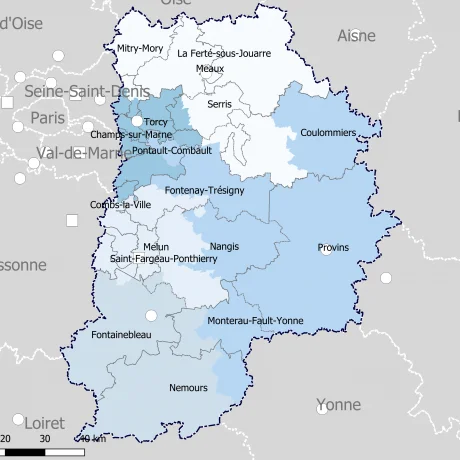 Oise
d'Oise
Aisne
Mitry-Mory
La Ferté-sous-Jouarre
Meaux
Seine-Saint-Denis
Serris
Paris
Torcy
Champs-sur-Marne
Coulommiers
Val-de-Marne
Pontault-Combault
Fontenay-Trésigny
Combs-la-Ville
Melun
Nangis
Provins
Saint-Fargeau-Ponthierry
ssonne
Monterau-Fault-Yonne
Fontainebleau
Nemours
Yonne
Loiret
20 30 40 km